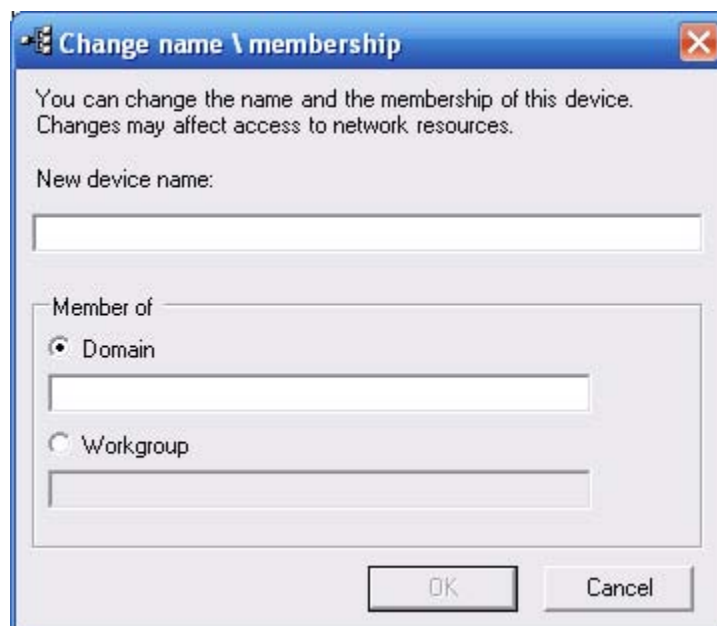 Change name \ membership
You can change the name and the membership of this device.
Changes may affect access to network resources.
New device name:
Member of
Domain
Workgroup
OK
Cancel